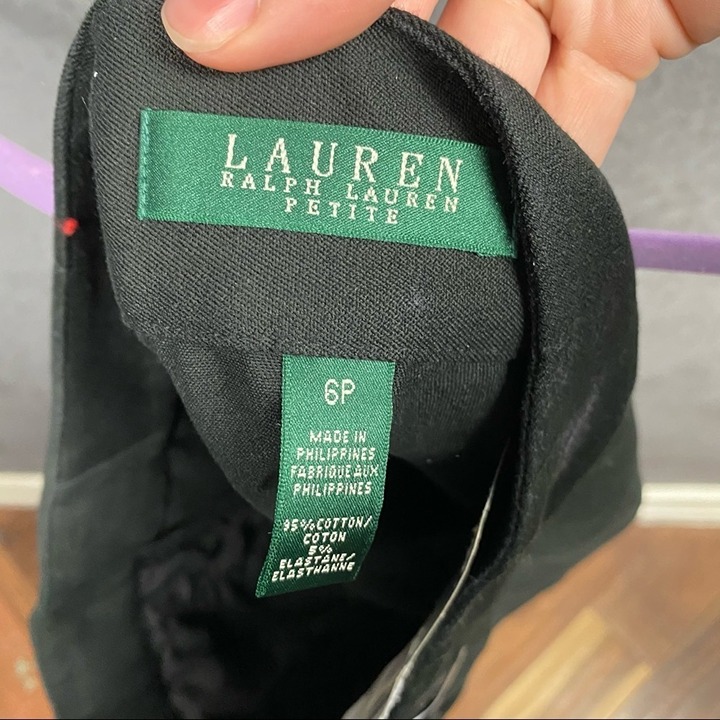 LAUREN
RALPH LAUREN
PETITE
6P
MADE IN
PHILIPPINES
FABRIQUE AUX
PHILIPPINES
95% COTTON/
COTON
5%
ELASTANE/
ELASTHANNE